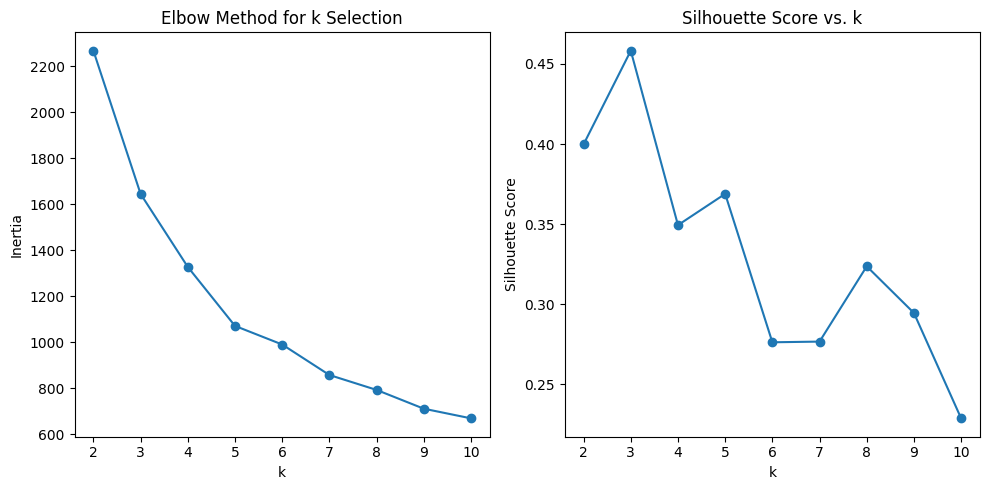 Elbow Method for k Selection
2200
2000
1800
1600
1400
1200
1000
800
600
Inertia
2 3 4 5 6 7 8 9 10
k
Silhouette Score vs. k
0.45
0.40
0.35
0.30
0.25
Silhouette Score
2 3 4 5 6 7 8 9 10
k